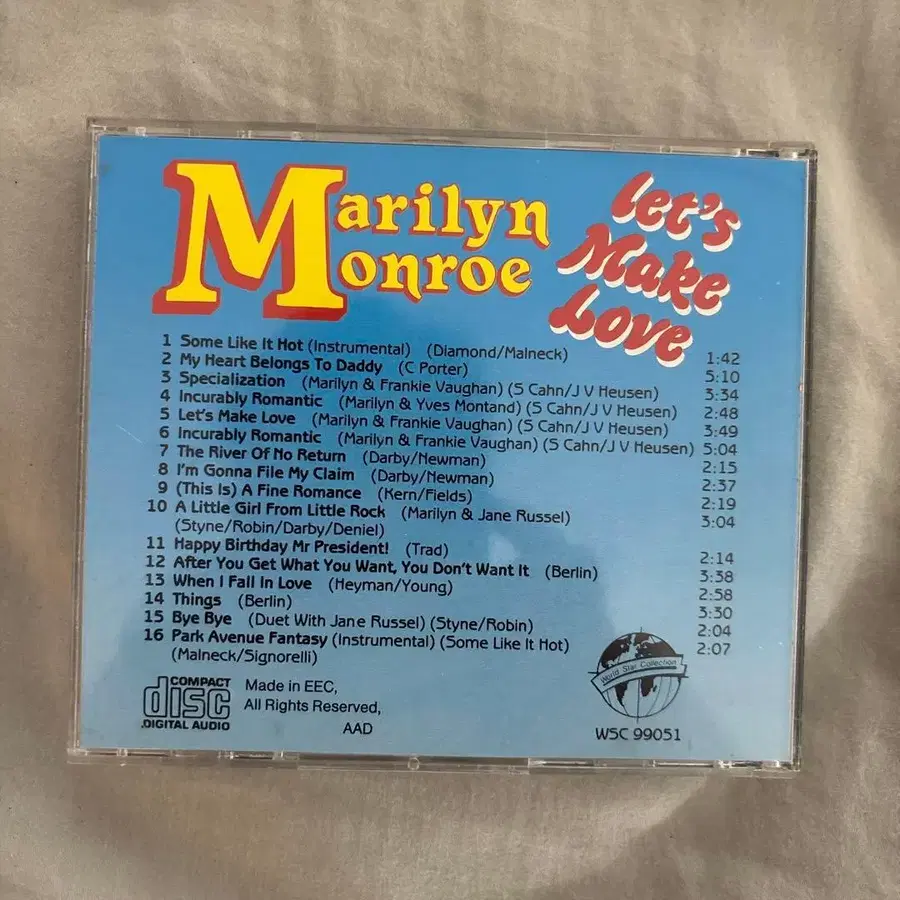 Marilyn
Monroe
Let's
Make
Love
1 Some Like It Hot (Instrumental) (Diamond/Malneck) 1:42
2 My Heart Belongs To Daddy (C Porter) 5:10
3 Specialization (Marilyn & Frankie Vaughan) (S Cahn/J V Heusen) 3:34
4 Incurably Romantic (Marilyn & Yves Montand) (S Cahn/J V Heusen) 2:48
5 Let's Make Love (Marilyn & Frankie Vaughan) (S Cahn/J V Heusen) 3:49
6 Incurably Romantic (Marilyn & Frankie Vaughan) (S Cahn/J V Heusen) 5:04
7 The River Of No Return (Darby/Newman) 2:15
8 I'm Gonna File My Claim (Darby/Newman) 2:37
9 (This Is) A Fine Romance (Kern/Fields) 2:19
10 A Little Girl From Little Rock (Marilyn & Jane Russel) 3:04
(Styne/Robin/Darby/Deniel)
11 Happy Birthday Mr President! (Trad) 2:14
12 After You Get What You Want, You Don't Want It (Berlin) 3:38
13 When I Fall In Love (Heyman/Young) 2:58
14 Things (Berlin) 3:30
15 Bye Bye (Duet With Jane Russel) (Styne/Robin) 2:04
16 Park Avenue Fantasy (Instrumental) (Some Like It Hot) 2:07
(Malneck/Signorelli)
COMPACT
disc
DIGITAL AUDIO
Made in EEC,
All Rights Reserved,
AAD
World Star Collection
WSC 99051